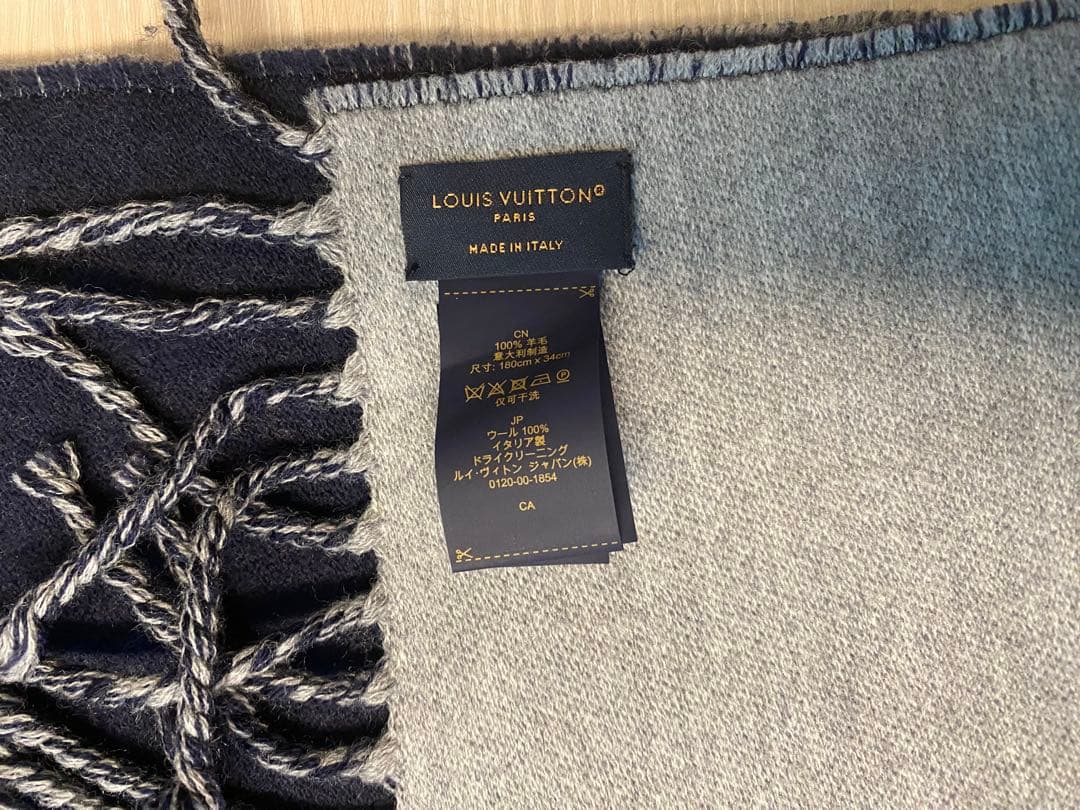 LOUIS VUITTON®
PARIS
MADE IN ITALY
CN
100% 羊毛
意大利制造
尺寸: 180cm x 34cm
P
仅可干洗
JP
ウール 100%
イタリア製
ドライクリーニング
ルイ・ヴィトン ジャパン(株)
0120-00-1854
CA